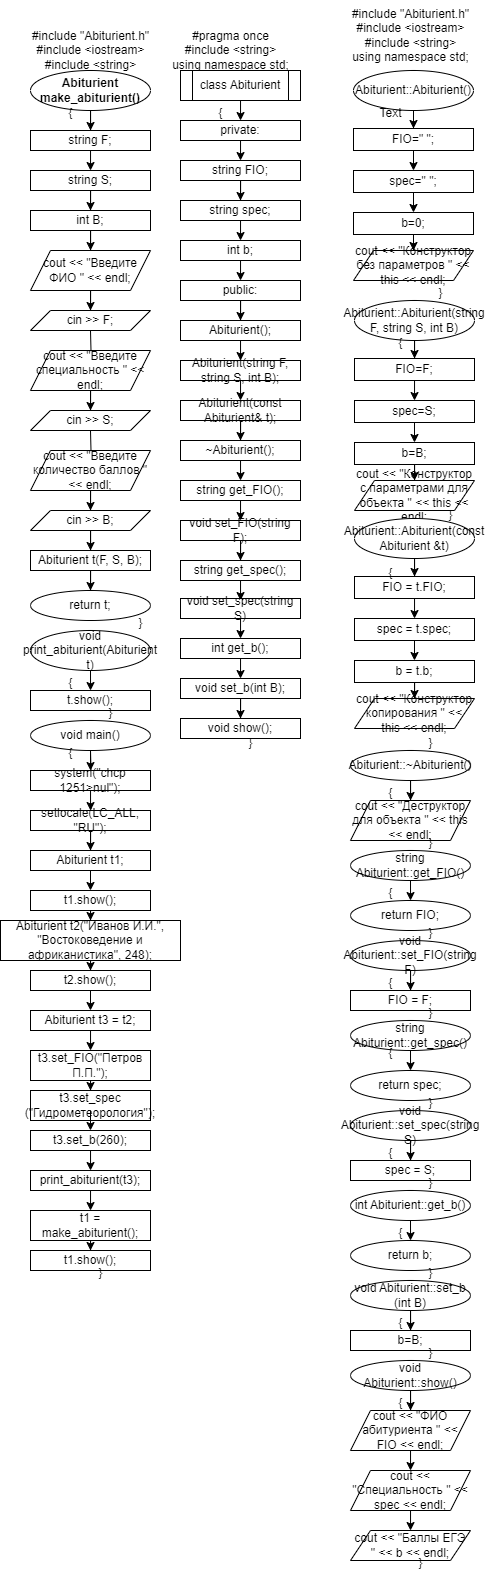 #include "Abiturient.h"
#include <iostream>
#include <string>
Abiturient
make_abiturient()
{
string F;
string S;
int B;
cout << "Введите
ФИО " << endl;
cin >> F;
cout << "Введите
специальность " <<
endl;
cin >> S;
cout << "Введите
количество баллов "
<< endl;
cin >> B;
Abiturient t(F, S, B);
return t;
}
void
print_abiturient(Abiturient
t)
{
t.show();
}
void main()
{
system("chcp
1251>nul");
setlocale(LC_ALL,
"RU");
Abiturient t1;
t1.show();
Abiturient t2("Иванов И.И.",
"Востоковедение и
африканистика", 248);
t2.show();
Abiturient t3 = t2;
t3.set_FIO("Петров
П.П.");
t3.set_spec
("Гидрометеорология");
t3.set_b(260);
print_abiturient(t3);
t1 =
make_abiturient();
t1.show();
}
#pragma once
#include <string>
using namespace std;
class Abiturient
{
private:
string FIO;
string spec;
int b;
public:
Abiturient();
Abiturient(string F,
string S, int B);
Abiturient(const
Abiturient& t);
~Abiturient();
string get_FIO();
void set_FIO(string
F);
string get_spec();
void set_spec(string
S)
int get_b();
void set_b(int B);
void show();
}
#include "Abiturient.h"
#include <iostream>
#include <string>
using namespace std;
Abiturient::Abiturient()
Text
FIO=" ";
spec=" ";
b=0;
cout << "Конструктор
без параметров " <<
this << endl;
}
Abiturient::Abiturient(string
F, string S, int B)
{
FIO=F;
spec=S;
b=B;
cout << "Конструктор
с параметрами для
объекта " << this <<
endl;
}
Abiturient::Abiturient(const
Abiturient &t)
{
FIO = t.FIO;
spec = t.spec;
b = t.b;
cout << "Конструктор
копирования " <<
this << endl;
}
Abiturient::~Abiturient()
{
cout << "Деструктор
для объекта " << this
<< endl;
}
string
Abiturient::get_FIO()
{
return FIO;
}
void
Abiturient::set_FIO(string
F)
{
FIO = F;
}
string
Abiturient::get_spec()
{
return spec;
}
void
Abiturient::set_spec(string
S)
{
spec = S;
}
int Abiturient::get_b()
{
return b;
}
void Abiturient::set_b
(int B)
{
b=B;
}
void
Abiturient::show()
{
cout << "ФИО
абитуриента " <<
FIO << endl;
cout <<
"Специальность " <<
spec << endl;
cout << "Баллы ЕГЭ
" << b << endl;
}